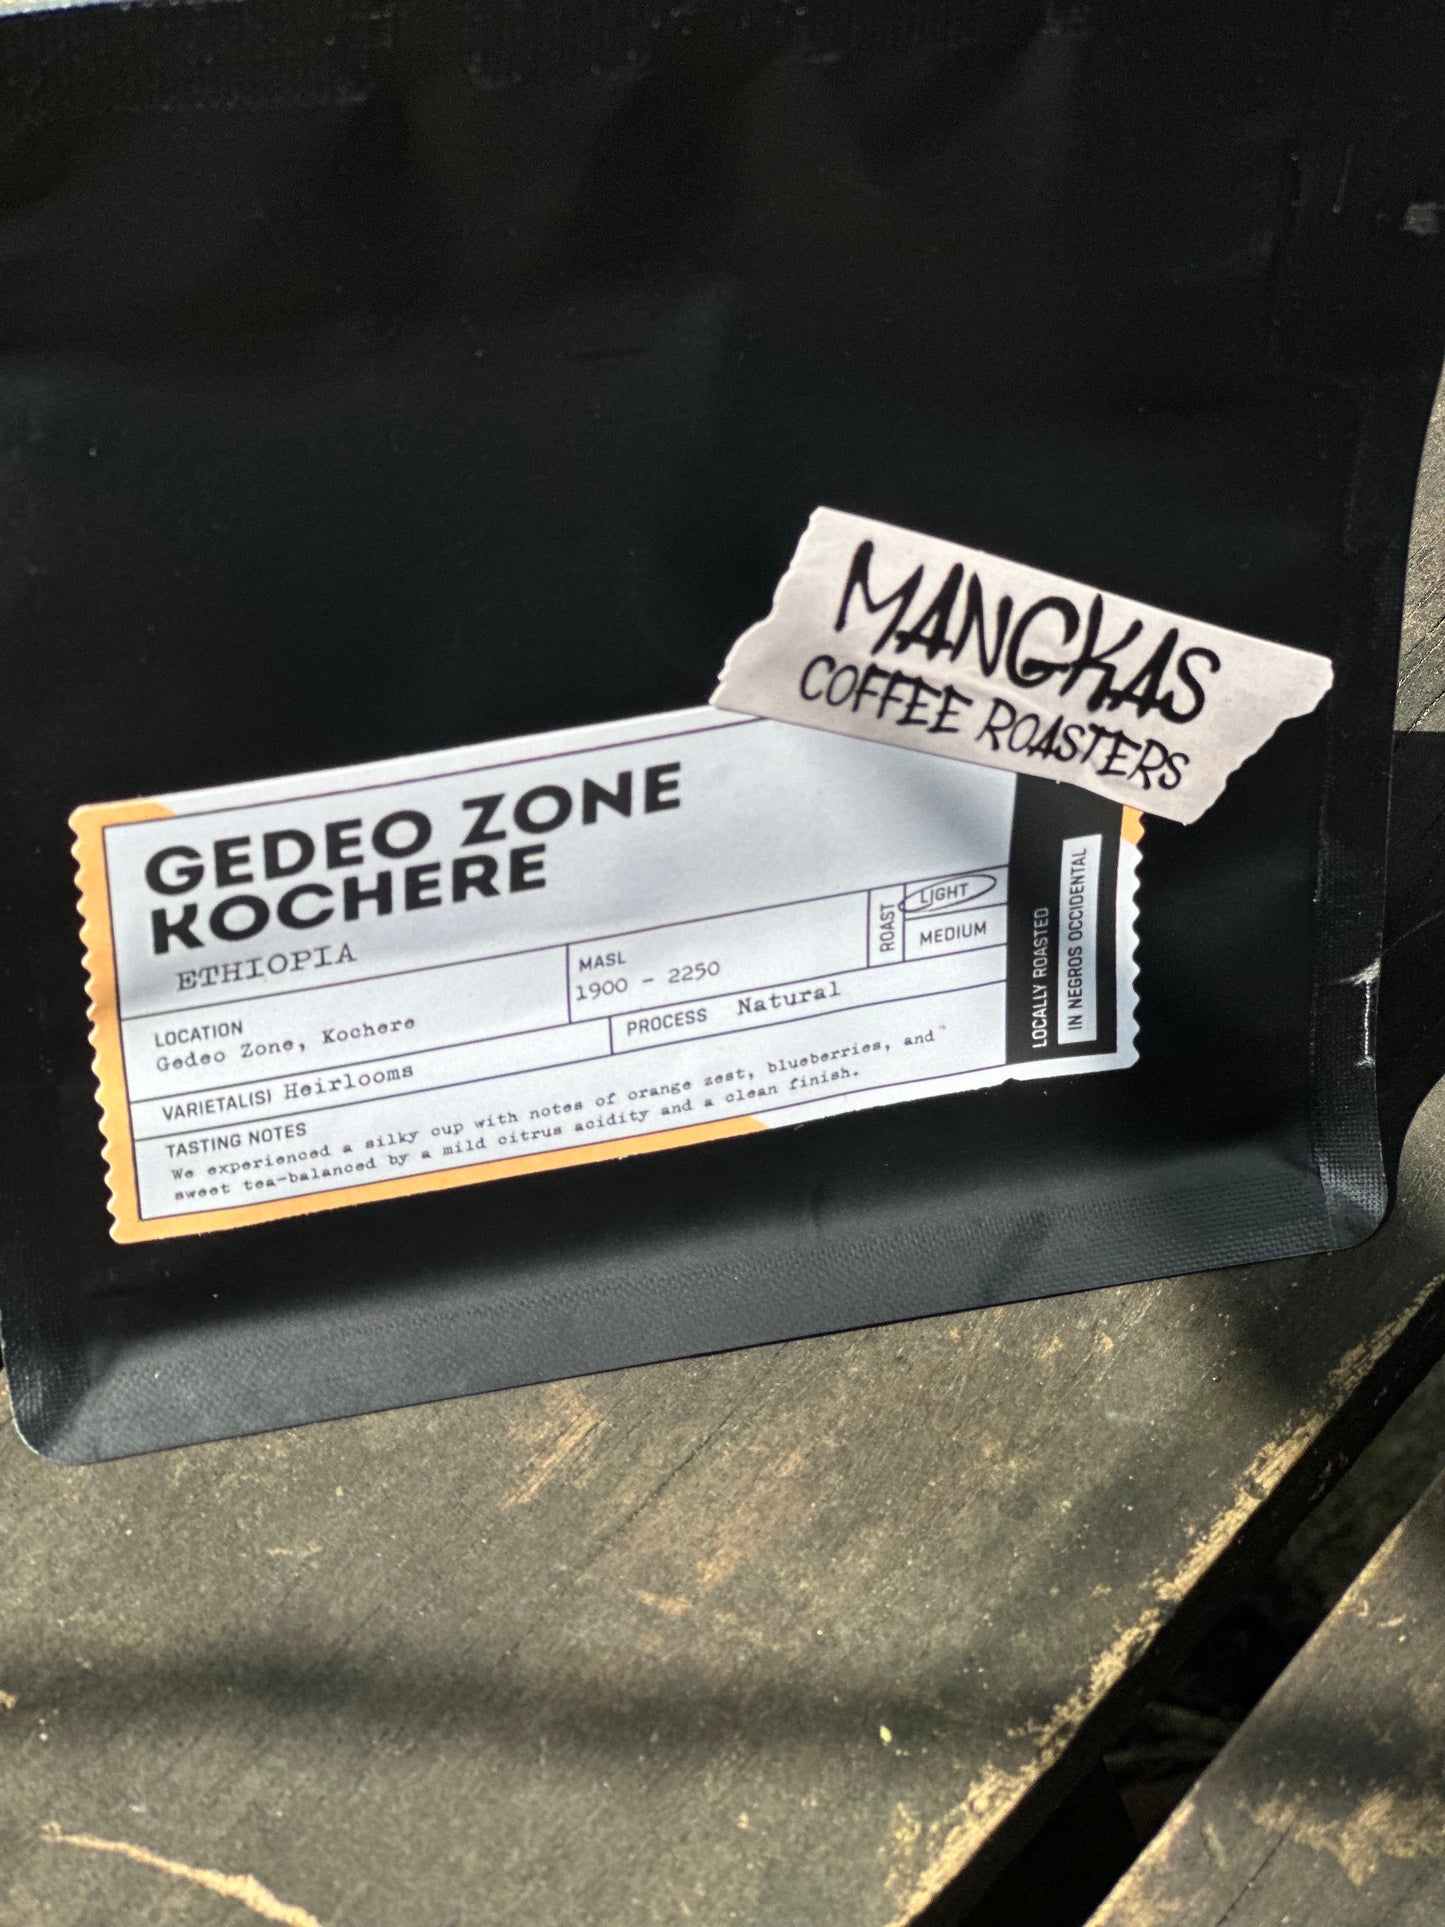 MANGKAS
COFFEE ROASTERS
GEDEO ZONE
KOCHERE
ETHIOPIA
LOCATION
Gedeo Zone, Kochere
MASL
1900 - 2250
ROAST
LIGHT
MEDIUM
VARIETAL(S) Heirlooms
PROCESS Natural
TASTING NOTES
We experienced a silky cup with notes of orange zest, blueberries, and
sweet tea-balanced by a mild citrus acidity and a clean finish.
LOCALLY ROASTED
IN NEGROS OCCIDENTAL